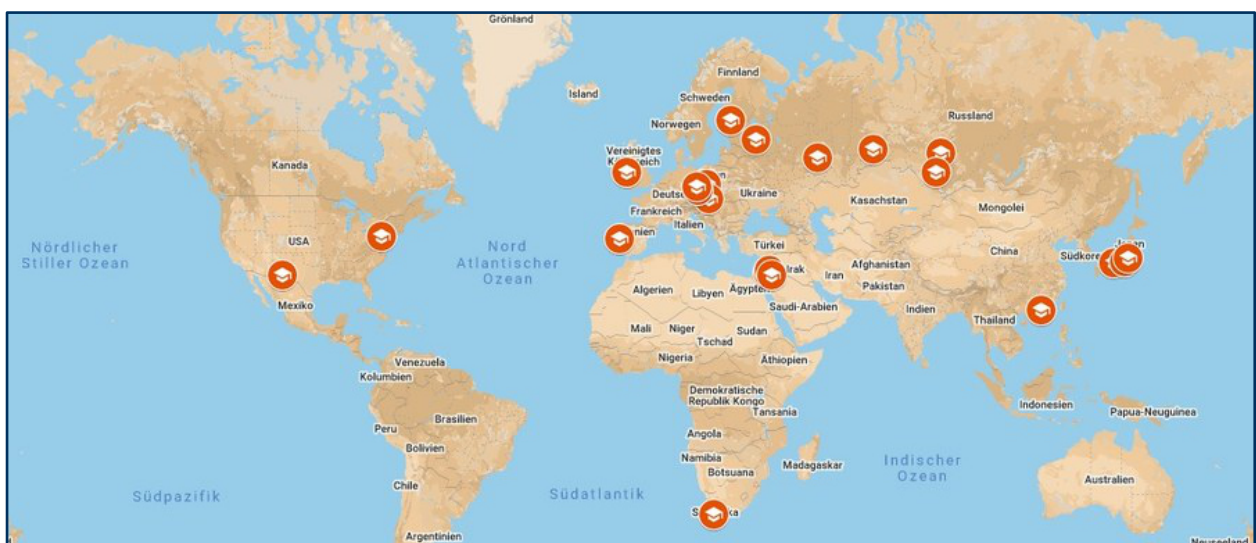 Grönland
Finnland
Island
Schweden
Russland
Norwegen
Vereinigtes
Kanada
Ukraine
Kasachstan
Frankreich
Mongolei
Italien
USA
Nördlicher
Stiller Ozean
Nord
Atlantischer
Ozean
Türkei
China
Afghanistan
Irak
Iran
Algerien
Libyen
Pakistan
Mexiko
Saudi-Arabien
Indien
Thailand
Mali
Niger
Sudan
Tschad
Nigeria
Äthiopien
Venezuela
Kolumbien
Demokratische
Republik Kongo
Tansania
Indonesien
Papua-Neuguinea
Brasilien
Peru
Angola
Bolivien
Namibia
Madagaskar
Indischer
Ozean
Botsuana
Australien
Chile
Südpazifik
Südatlantik
Argentinien